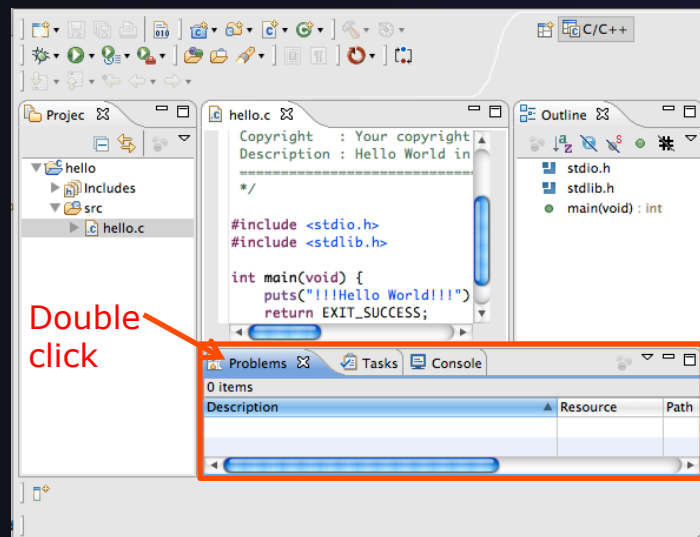 C/C++
Projec
hello.c
Outline
hello
Includes
src
hello.c
Copyright : Your copyright
Description : Hello World in
==============================
*/
#include <stdio.h>
#include <stdlib.h>
int main(void) {
puts("!!!Hello World!!!")
return EXIT_SUCCESS;
stdio.h
stdlib.h
main(void) : int
Double
click
Problems
Tasks
Console
0 items
Description
Resource
Path